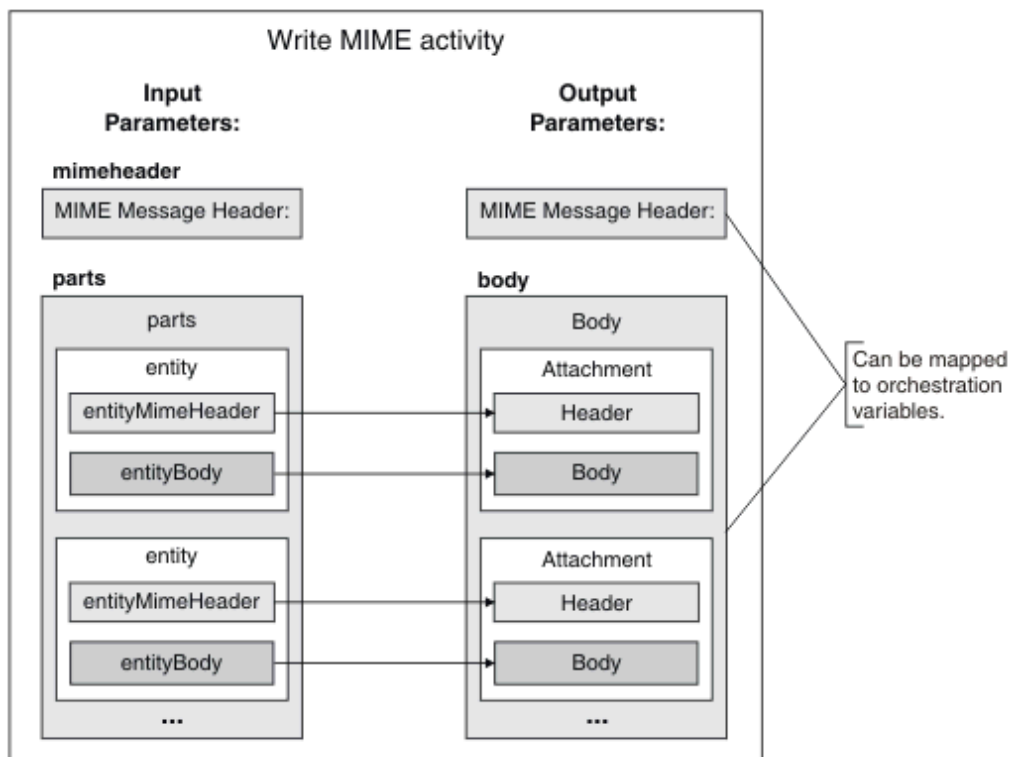 Write MIME activity
Input
Parameters:
Output
Parameters:
mimeheader
MIME Message Header:
MIME Message Header:
parts
body
parts
Body
entity
Attachment
entityMimeHeader
Header
entityBody
Body
entity
Attachment
entityMimeHeader
Header
entityBody
Body
...
...
Can be mapped
to orchestration
variables.